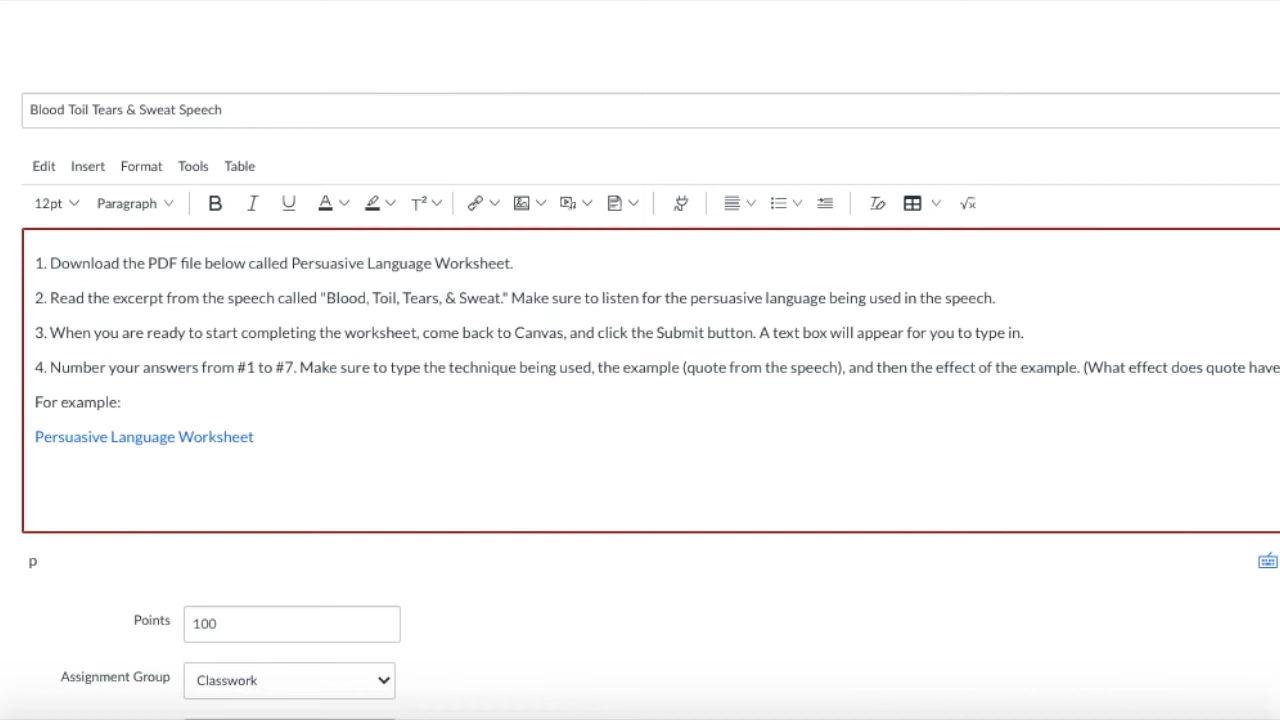 Blood Toil Tears & Sweat Speech
Edit Insert Format Tools Table
12pt Paragraph B I U A T²
1. Download the PDF file below called Persuasive Language Worksheet.
2. Read the excerpt from the speech called "Blood, Toil, Tears, & Sweat." Make sure to listen for the persuasive language being used in the speech.
3. When you are ready to start completing the worksheet, come back to Canvas, and click the Submit button. A text box will appear for you to type in.
4. Number your answers from #1 to #7. Make sure to type the technique being used, the example (quote from the speech), and then the effect of the example. (What effect does quote have
For example:
Persuasive Language Worksheet
p
Points 100
Assignment Group Classwork